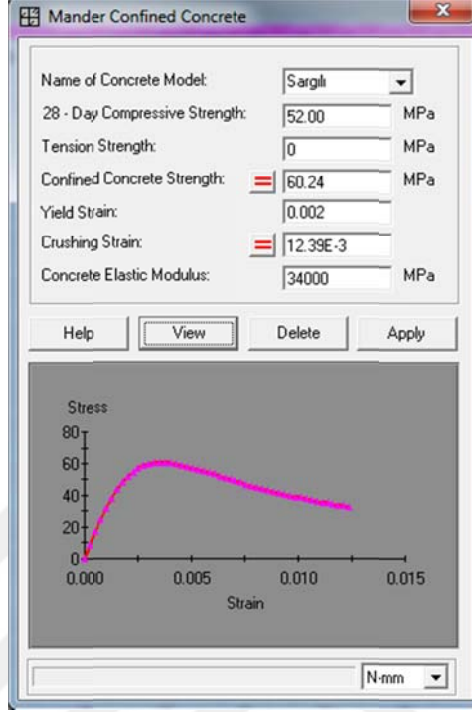 Mander Confined Concrete
Name of Concrete Model: Sargılı
28 - Day Compressive Strength: 52.00 MPa
Tension Strength: 0 MPa
Confined Concrete Strength: = 60.24 MPa
Yield Strain: 0.002
Crushing Strain: = 12.39E-3
Concrete Elastic Modulus: 34000 MPa
Help View Delete Apply
Stress
80
60
40
20
0
0.000 0.005 0.010 0.015
Strain
N-mm